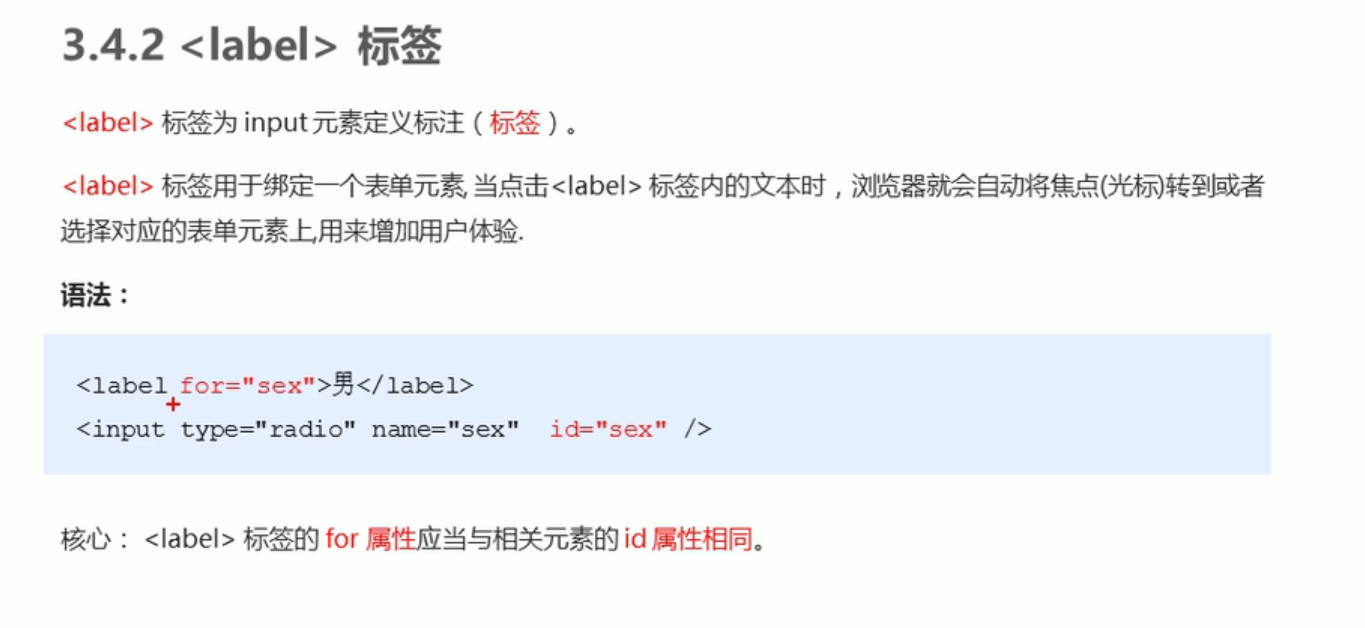 3.4.2 <label> 标签
<label> 标签为 input 元素定义标注（标签）。
<label> 标签用于绑定一个表单元素, 当点击<label> 标签内的文本时，浏览器就会自动将焦点(光标)转到或者
选择对应的表单元素上,用来增加用户体验.
语法：
<label for="sex">男</label>
<input type="radio" name="sex"  id="sex" />
核心： <label> 标签的 for 属性应当与相关元素的 id 属性相同。